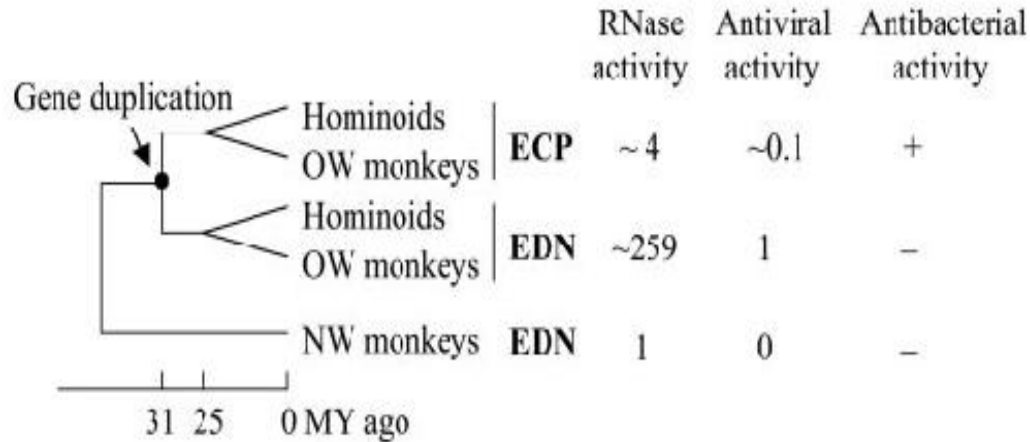 RNase Antiviral Antibacterial
activity activity activity
Gene duplication
Hominoids
OW monkeys
ECP ~ 4 ~0.1 +
Hominoids
OW monkeys
EDN ~259 1 –
NW monkeys EDN 1 0 –
31 25 0 MY ago